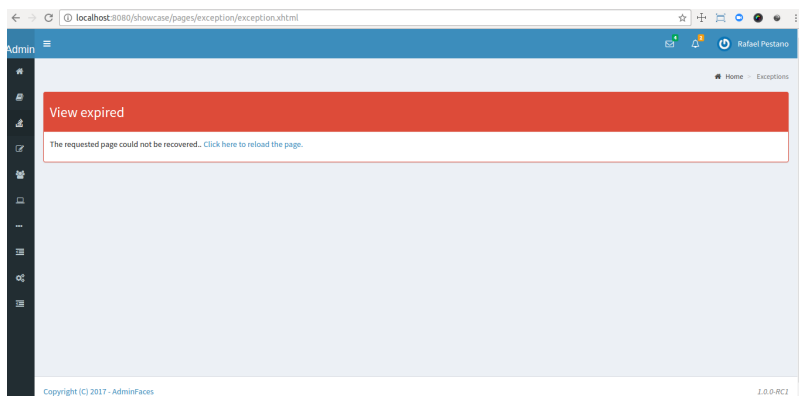 localhost:8080/showcase/pages/exception/exception.xhtml
Admin
Rafael Pestano
Home Exceptions
View expired
The requested page could not be recovered.. Click here to reload the page.
Copyright (C) 2017 - AdminFaces
1.0.0-RC1